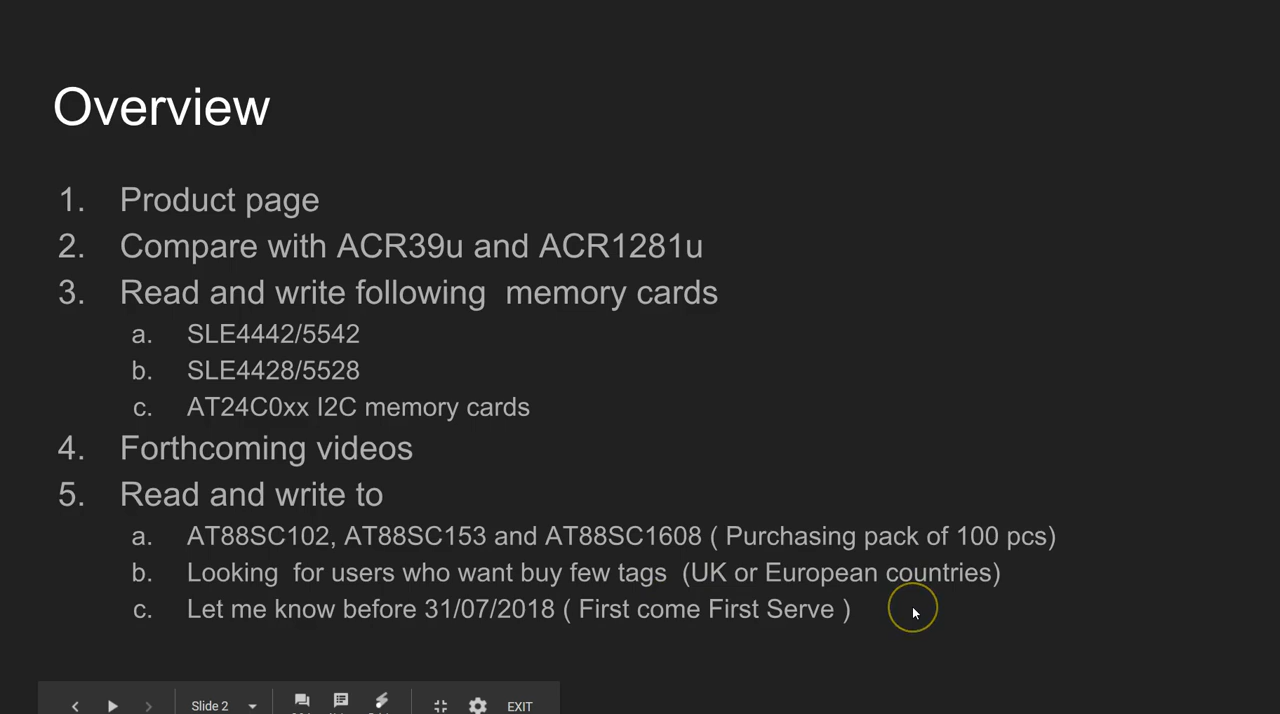 Overview
1. Product page
2. Compare with ACR39u and ACR1281u
3. Read and write following  memory cards
a. SLE4442/5542
b. SLE4428/5528
c. AT24C0xx I2C memory cards
4. Forthcoming videos
5. Read and write to
a. AT88SC102, AT88SC153 and AT88SC1608 ( Purchasing pack of 100 pcs)
b. Looking  for users who want buy few tags  (UK or European countries)
c. Let me know before 31/07/2018 ( First come First Serve )
Slide 2 EXIT